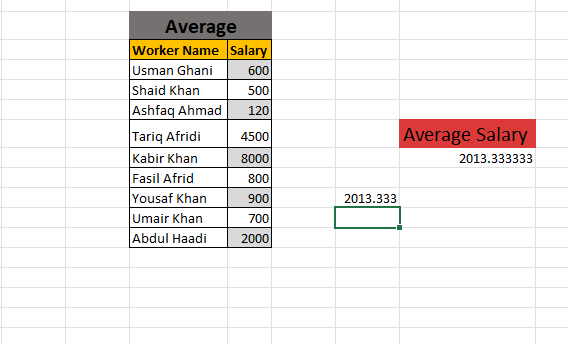 Average
Worker Name Salary
Usman Ghani 600
Shaid Khan 500
Ashfaq Ahmad 120
Tariq Afridi 4500
Average Salary
Kabir Khan 8000
2013.333333
Fasil Afrid 800
Yousaf Khan 900
2013.333
Umair Khan 700
Abdul Haadi 2000